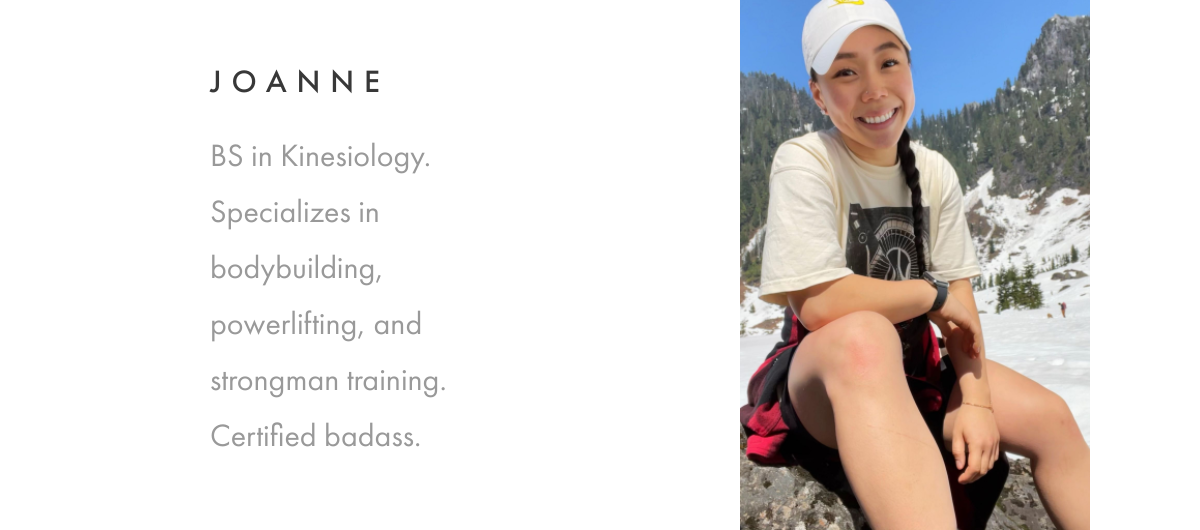 JOANNE
BS in Kinesiology.
Specializes in
bodybuilding,
powerlifting, and
strongman training.
Certified badass.